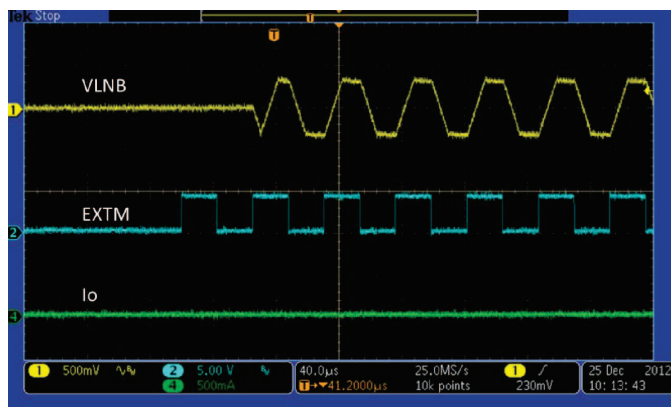 Tek Stop
T
T
VLNB
1
EXTM
2
Io
4
1 500mV 2 5.00 V 40.0µs 25.0MS/s 1 25 Dec 2012
4 500mA T→▼41.2000µs 10k points 230mV 10: 13: 43